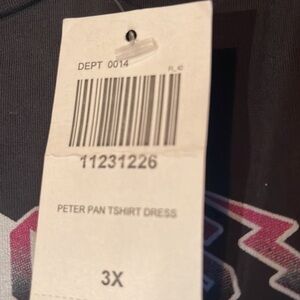 DEPT 0014
11231226
PETER PAN TSHIRT DRESS
3X